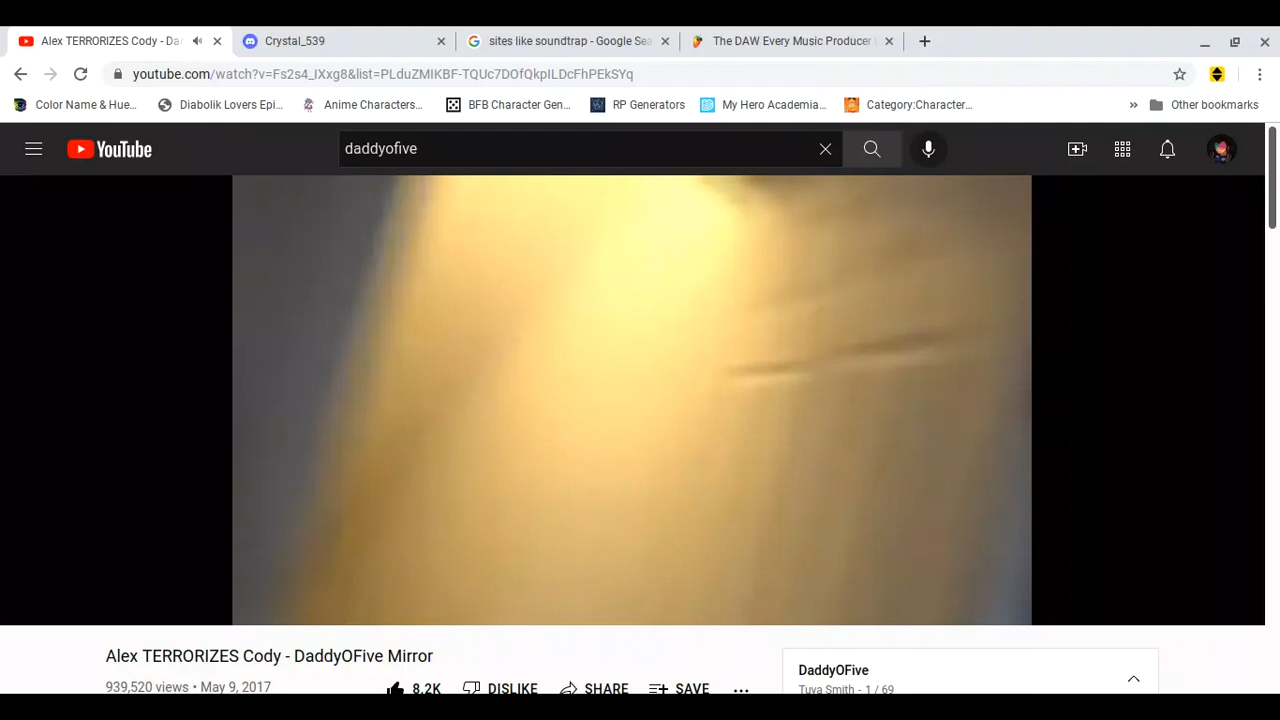 Alex TERRORIZES Cody - Da
Crystal_539
sites like soundtrap - Google Sea
The DAW Every Music Producer
youtube.com/watch?v=Fs2s4_IXxg8&list=PLduZMIKBF-TQUc7DOfQkpILDcFhPEkSYq
Color Name & Hue...
Diabolik Lovers Epi...
Anime Characters...
BFB Character Gen...
RP Generators
My Hero Academia...
Category:Character...
»
Other bookmarks
YouTube
daddyofive
Alex TERRORIZES Cody - DaddyOFive Mirror
939,520 views • May 9, 2017
8.2K
DISLIKE
SHARE
SAVE
DaddyOFive
Tuva Smith - 1 / 69